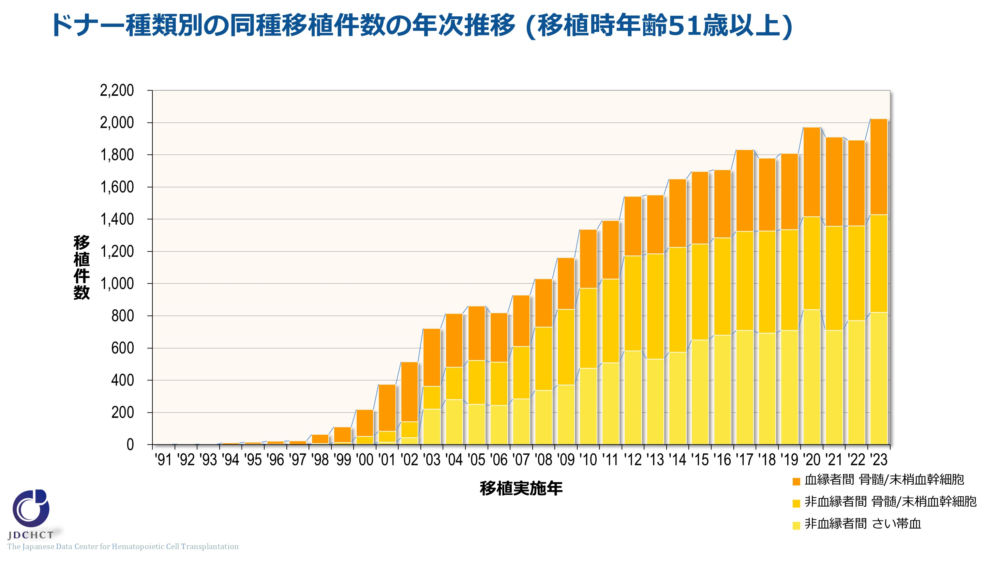 ドナー種類別の同種移植件数の年次推移 (移植時年齢51歳以上)
移植件数
2,200
2,000
1,800
1,600
1,400
1,200
1,000
800
600
400
200
0
'91 '92 '93 '94 '95 '96 '97 '98 '99 '00 '01 '02 '03 '04 '05 '06 '07 '08 '09 '10 '11 '12 '13 '14 '15 '16 '17 '18 '19 '20 '21 '22 '23
移植実施年
血縁者間 骨髄/末梢血幹細胞
非血縁者間 骨髄/末梢血幹細胞
非血縁者間 さい帯血
JDCHCT
The Japanese Data Center for Hematopoietic Cell Transplantation